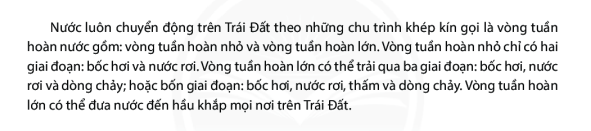 Nước luôn chuyển động trên Trái Đất theo những chu trình khép kín gọi là vòng tuần
hoàn nước gồm: vòng tuần hoàn nhỏ và vòng tuần hoàn lớn. Vòng tuần hoàn nhỏ chỉ có hai
giai đoạn: bốc hơi và nước rơi. Vòng tuần hoàn lớn có thể trải qua ba giai đoạn: bốc hơi, nước
rơi và dòng chảy; hoặc bốn giai đoạn: bốc hơi, nước rơi, thấm và dòng chảy. Vòng tuần hoàn
lớn có thể đưa nước đến hầu khắp mọi nơi trên Trái Đất.